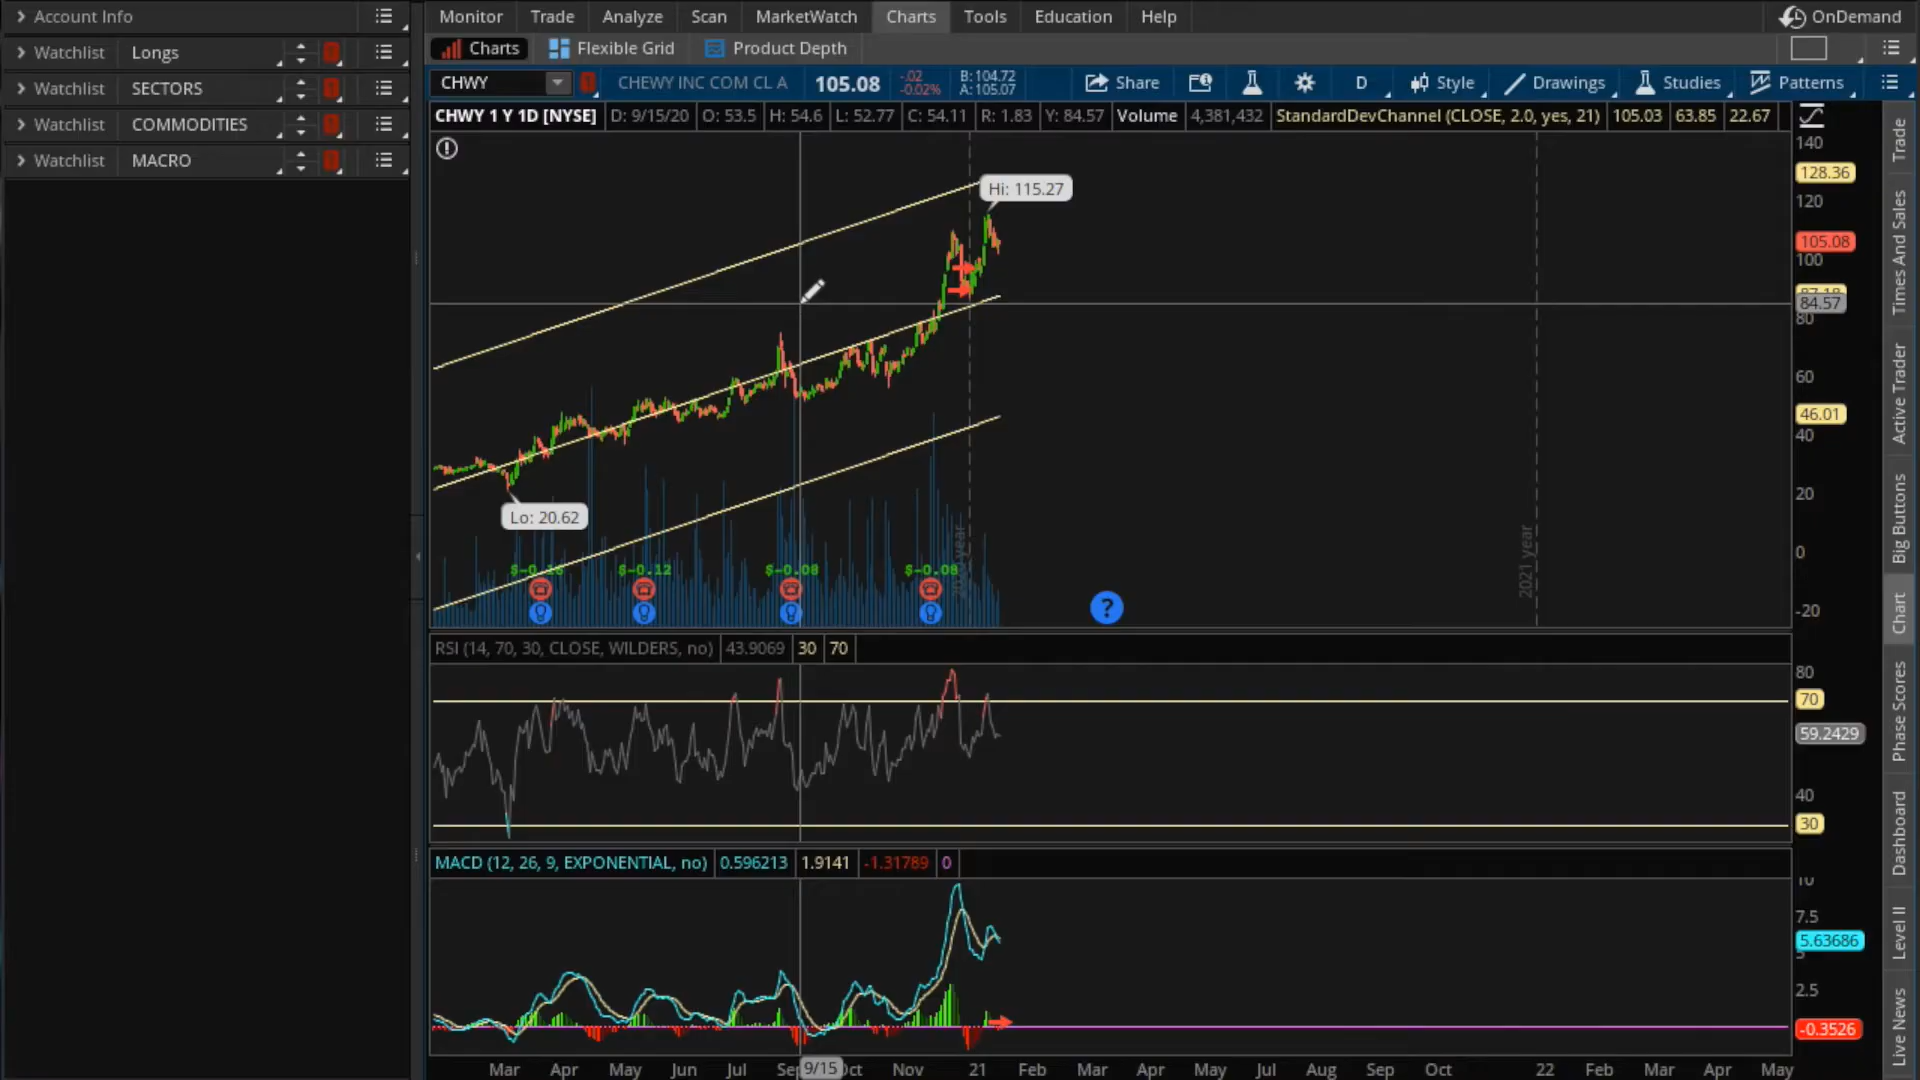 Account Info
Watchlist Longs
Watchlist SECTORS
Watchlist COMMODITIES
Watchlist MACRO
Monitor Trade Analyze Scan MarketWatch Charts Tools Education Help
OnDemand
Charts Flexible Grid Product Depth
CHWY CHEWY INC COM CL A 105.08 -.02 -0.02% B: 104.72 A: 105.07 Share D Style Drawings Studies Patterns
CHWY 1 Y 1D [NYSE] D: 9/15/20 O: 53.5 H: 54.6 L: 52.77 C: 54.11 R: 1.83 Y: 84.57 Volume 4,381,432 StandardDevChannel (CLOSE, 2.0, yes, 21) 105.03 63.85 22.67
Hi: 115.27
Lo: 20.62
$-0.12
$-0.08
$-0.08
2021 year
?
140
128.36
120
105.08
100
84.57
80
60
46.01
40
20
0
-20
RSI (14, 70, 30, CLOSE, WILDERS, no) 43.9069 30 70
80
70
59.2429
40
30
MACD (12, 26, 9, EXPONENTIAL, no) 0.596213 1.9141 -1.31789 0
10
7.5
5.63686
2.5
-0.3526
Mar Apr May Jun Jul 9/15 Nov 21 Feb Mar Apr May Jul Aug Sep Oct 22 Feb Mar Apr May
Trade
Times And Sales
Active Trader
Big Buttons
Chart
Phase Scores
Dashboard
Level II
Live News